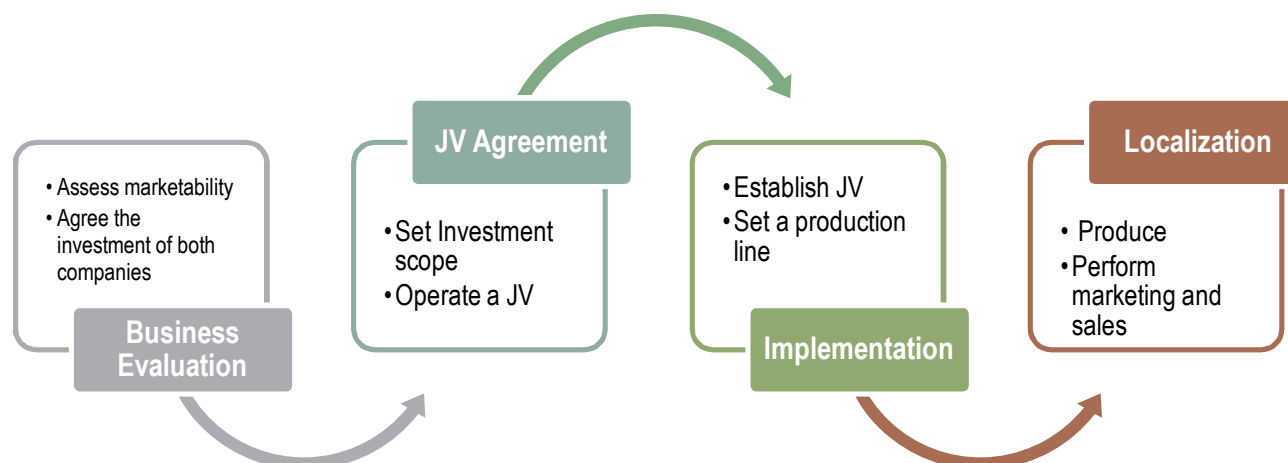 • Assess marketability
• Agree the
investment of both
companies
Business
Evaluation
JV Agreement
• Set Investment
scope
• Operate a JV
• Establish JV
• Set a production
line
Implementation
Localization
• Produce
• Perform
marketing and
sales